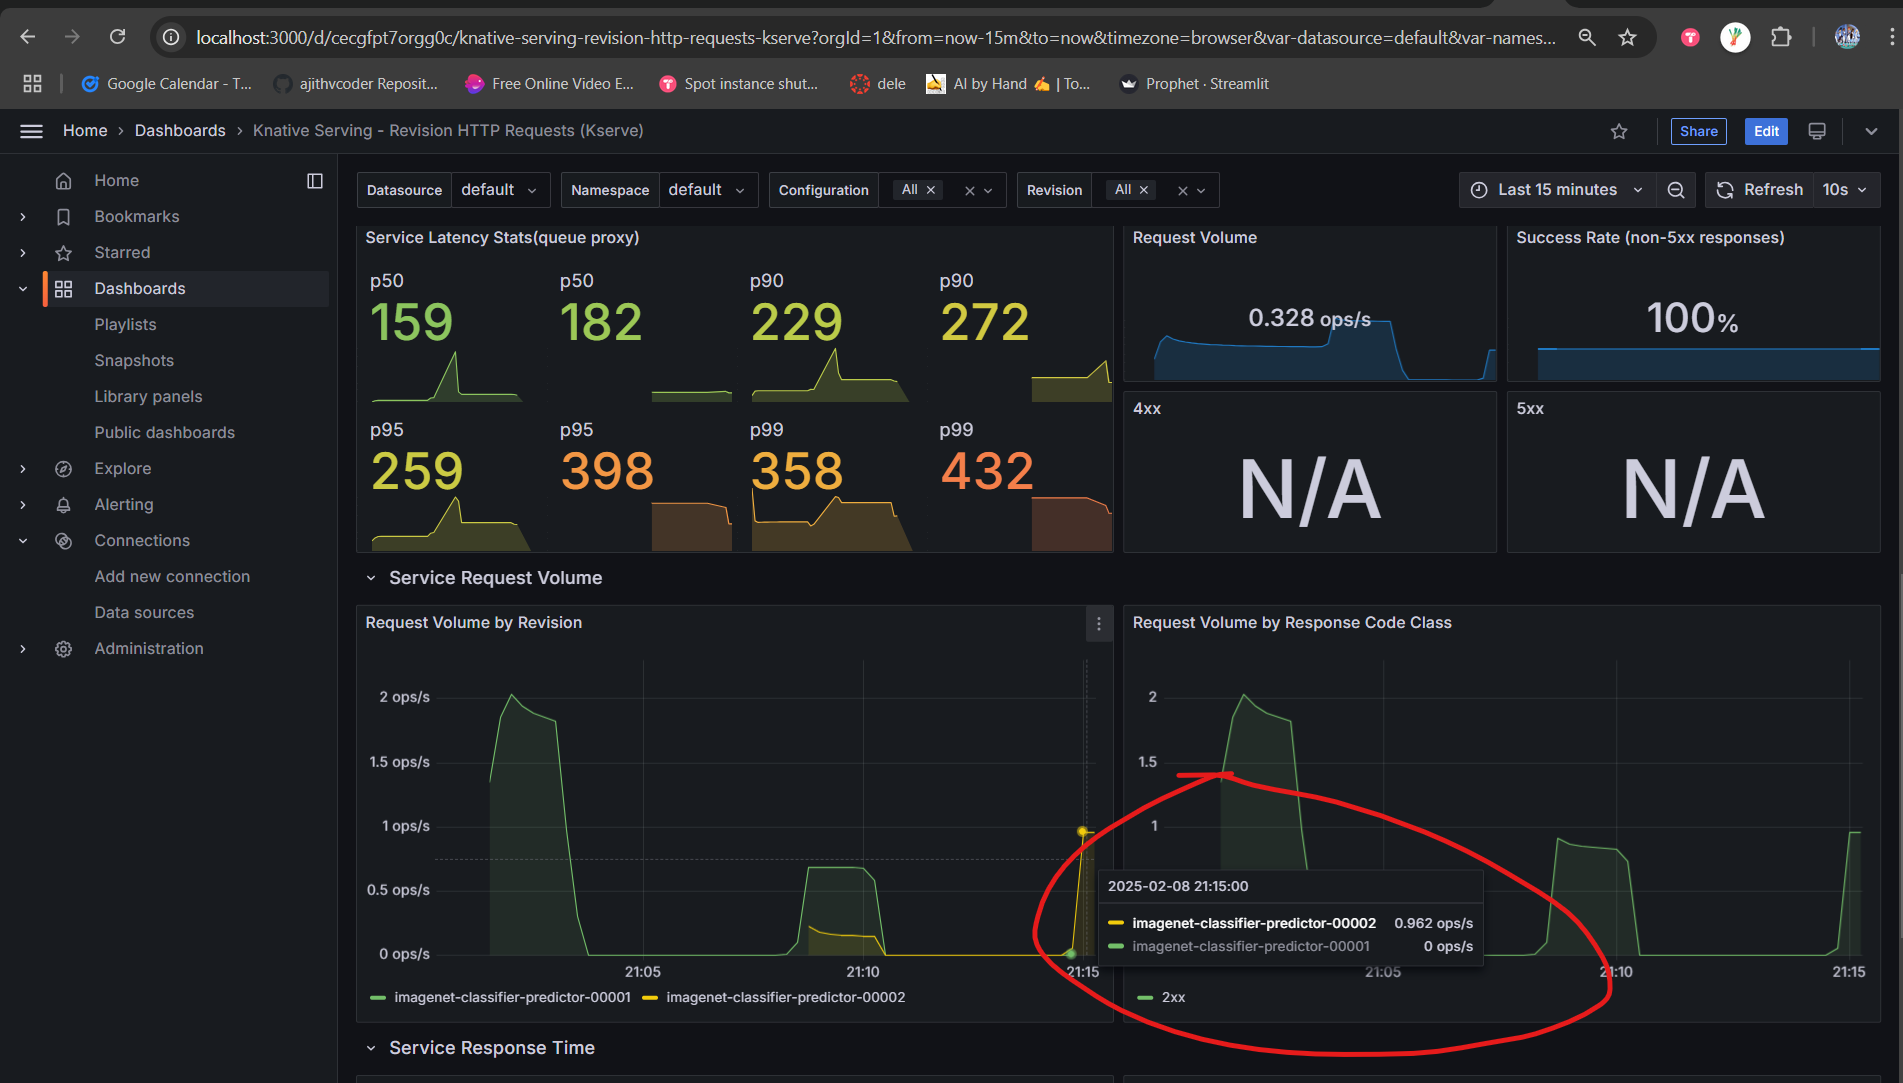 localhost:3000/d/cecgfpt7orgg0c/knative-serving-revision-http-requests-kserve?orgId=1&from=now-15m&to=now&timezone=browser&var-datasource=default&var-names...
Google Calendar - T... ajithvcoder Reposit... Free Online Video E... Spot instance shut... dele AI by Hand ✍️ | To... Prophet · Streamlit
Home › Dashboards › Knative Serving - Revision HTTP Requests (Kserve) Share Edit
Home
Bookmarks
Starred
Dashboards
Playlists
Snapshots
Library panels
Public dashboards
Explore
Alerting
Connections
Add new connection
Data sources
Administration
Datasource default Namespace default Configuration All × Revision All × Last 15 minutes Refresh 10s
Service Latency Stats(queue proxy)
p50 p50 p90 p90
159 182 229 272
p95 p95 p99 p99
259 398 358 432
Request Volume
0.328 ops/s
Success Rate (non-5xx responses)
100%
4xx
N/A
5xx
N/A
Service Request Volume
Request Volume by Revision
2 ops/s
1.5 ops/s
1 ops/s
0.5 ops/s
0 ops/s
21:05 21:10 21:15
imagenet-classifier-predictor-00001 imagenet-classifier-predictor-00002
Request Volume by Response Code Class
2
1.5
1
2025-02-08 21:15:00
imagenet-classifier-predictor-00002 0.962 ops/s
imagenet-classifier-predictor-00001 0 ops/s
21:05 21:10 21:15
2xx
Service Response Time